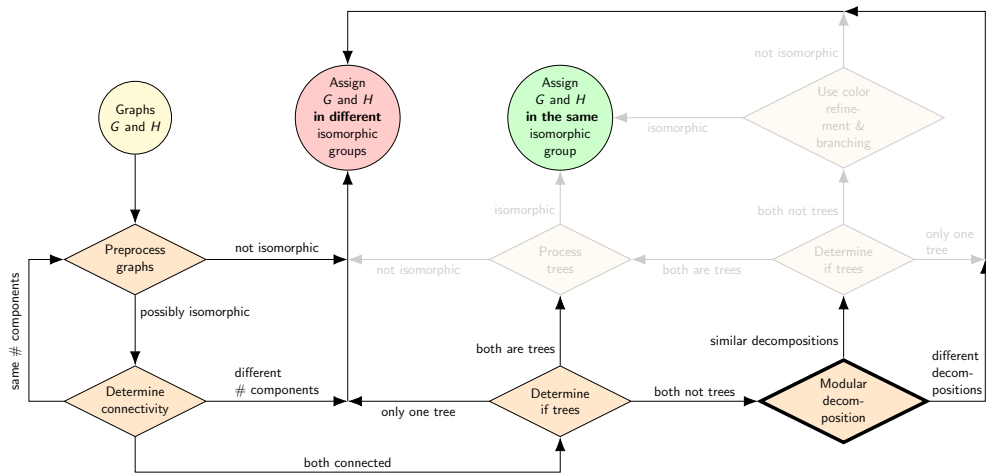 Assign
G and H
in different
isomorphic
groups
Assign
G and H
in the same
isomorphic
group
Use color
refine-
ment &
branching
not isomorphic
isomorphic
Graphs
G and H
Preprocess
graphs
not isomorphic
not isomorphic
isomorphic
Process
trees
both are trees
both not trees
Determine
if trees
only one
tree
same # components
possibly isomorphic
both are trees
similar decompositions
Determine
connectivity
different
# components
only one tree
Determine
if trees
both not trees
Modular
decom-
position
different
decom-
positions
both connected